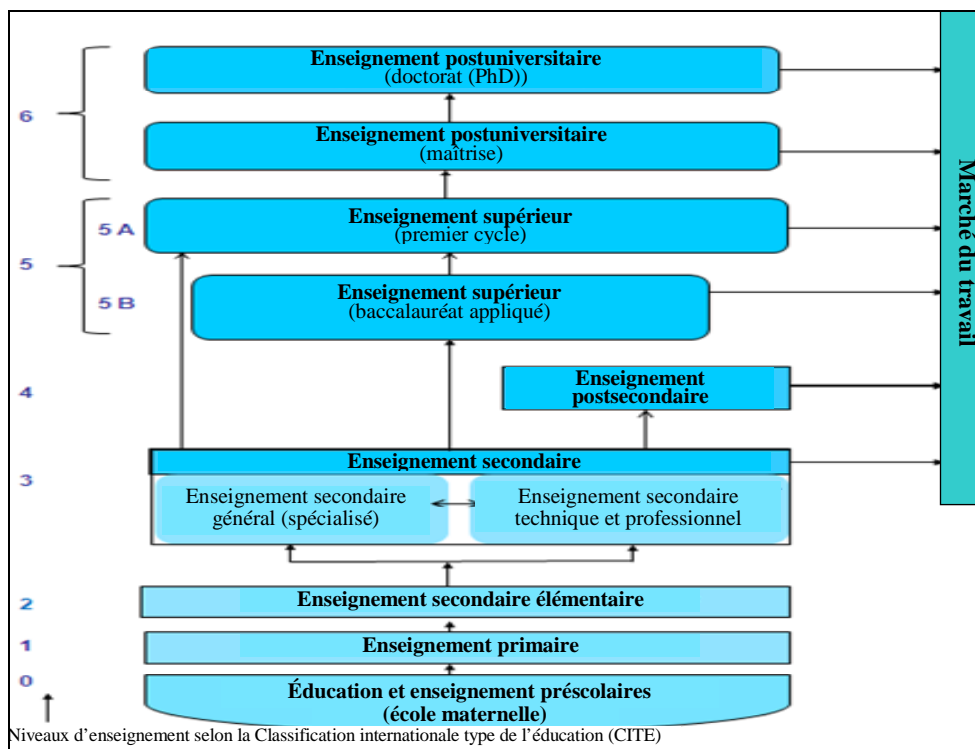 Enseignement postuniversitaire
(doctorat (PhD))
6
Enseignement postuniversitaire
(maîtrise)
5 A
Enseignement supérieur
(premier cycle)
5
5 B
Enseignement supérieur
(baccalauréat appliqué)
Marché du travail
4
Enseignement
postsecondaire
Enseignement secondaire
3
Enseignement secondaire
général (spécialisé)
Enseignement secondaire
technique et professionnel
2
Enseignement secondaire élémentaire
1
Enseignement primaire
0
Éducation et enseignement préscolaires
(école maternelle)
Niveaux d’enseignement selon la Classification internationale type de l’éducation (CITE)